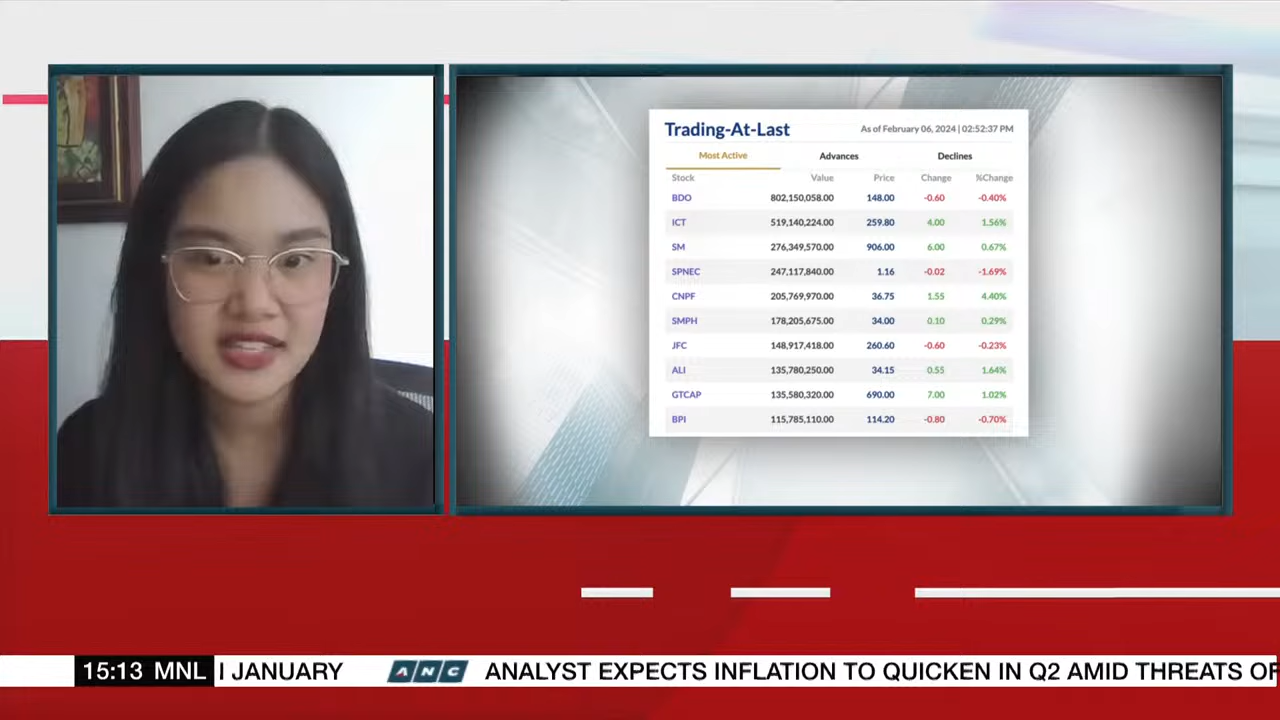 Trading-At-Last
As of February 06, 2024 | 02:52:37 PM
Most Active Advances Declines
Stock Value Price Change %Change
BDO 802,150,058.00 148.00 -0.60 -0.40%
ICT 519,140,224.00 259.80 4.00 1.56%
SM 276,349,570.00 906.00 6.00 0.67%
SPNEC 247,117,840.00 1.16 -0.02 -1.69%
CNPF 205,769,970.00 36.75 1.55 4.40%
SMPH 178,205,675.00 34.00 0.10 0.29%
JFC 148,917,418.00 260.60 -0.60 -0.23%
ALI 135,780,250.00 34.15 0.55 1.64%
GTCAP 135,580,320.00 690.00 7.00 1.02%
BPI 115,785,110.00 114.20 -0.80 -0.70%
15:13 MNL JANUARY ANC ANALYST EXPECTS INFLATION TO QUICKEN IN Q2 AMID THREATS OF